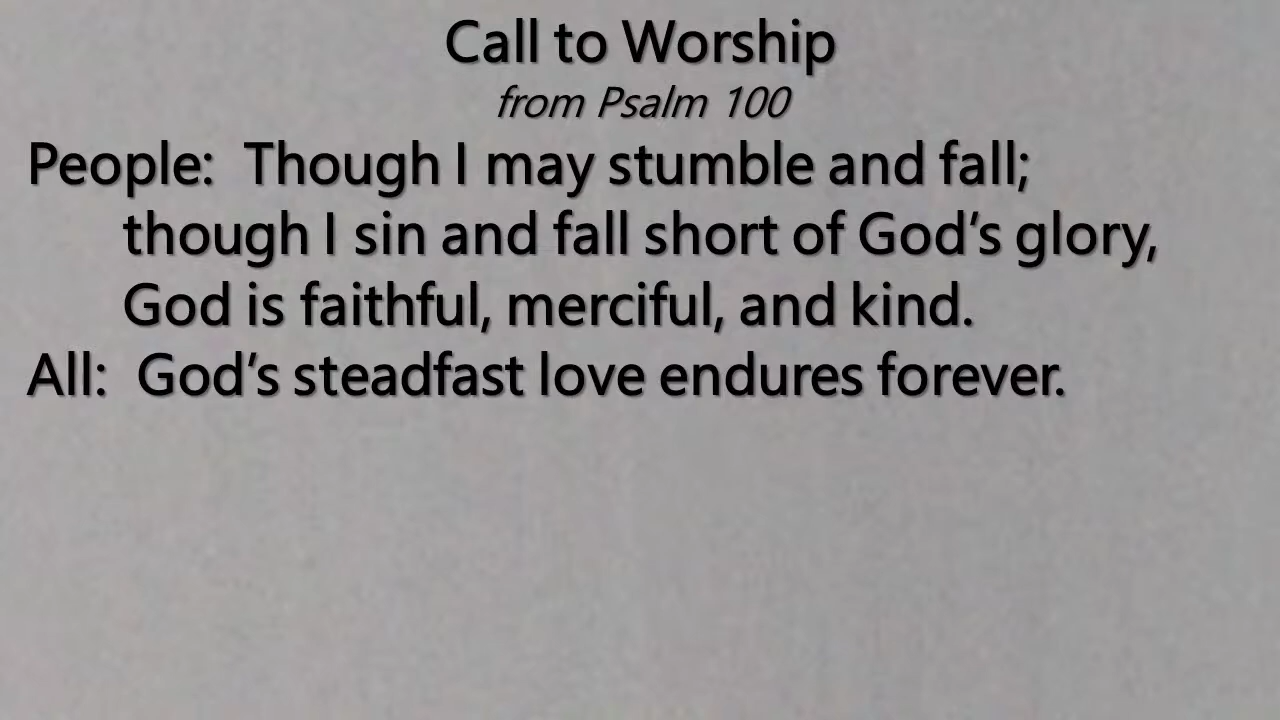 Call to Worship
from Psalm 100
People:  Though I may stumble and fall;
though I sin and fall short of God’s glory,
God is faithful, merciful, and kind.
All:  God’s steadfast love endures forever.